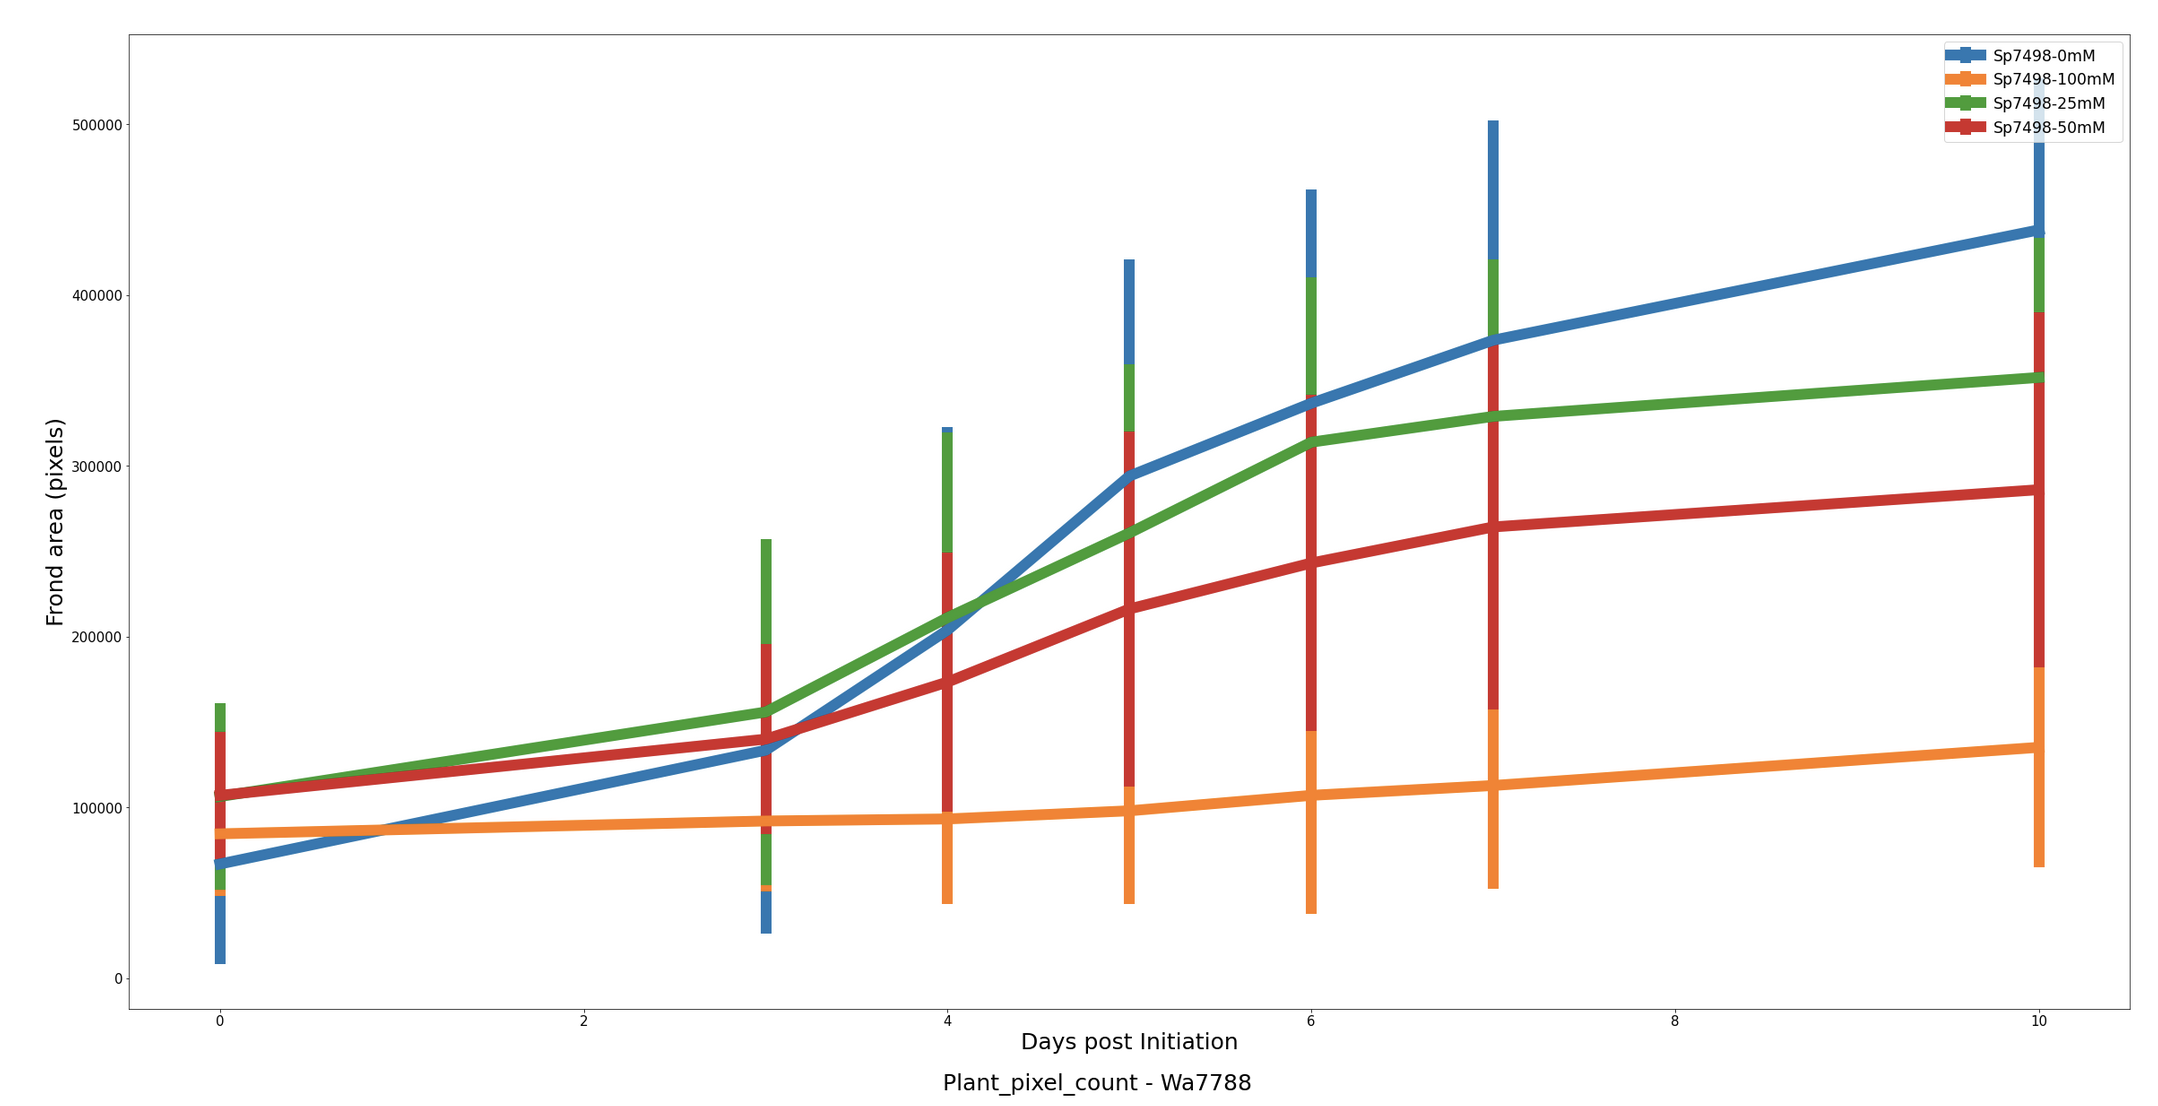 Sp7498-0mM
Sp7498-100mM
Sp7498-25mM
Sp7498-50mM
500000
400000
300000
200000
100000
0
Frond area (pixels)
0 2 4 6 8 10
Days post Initiation
Plant_pixel_count - Wa7788